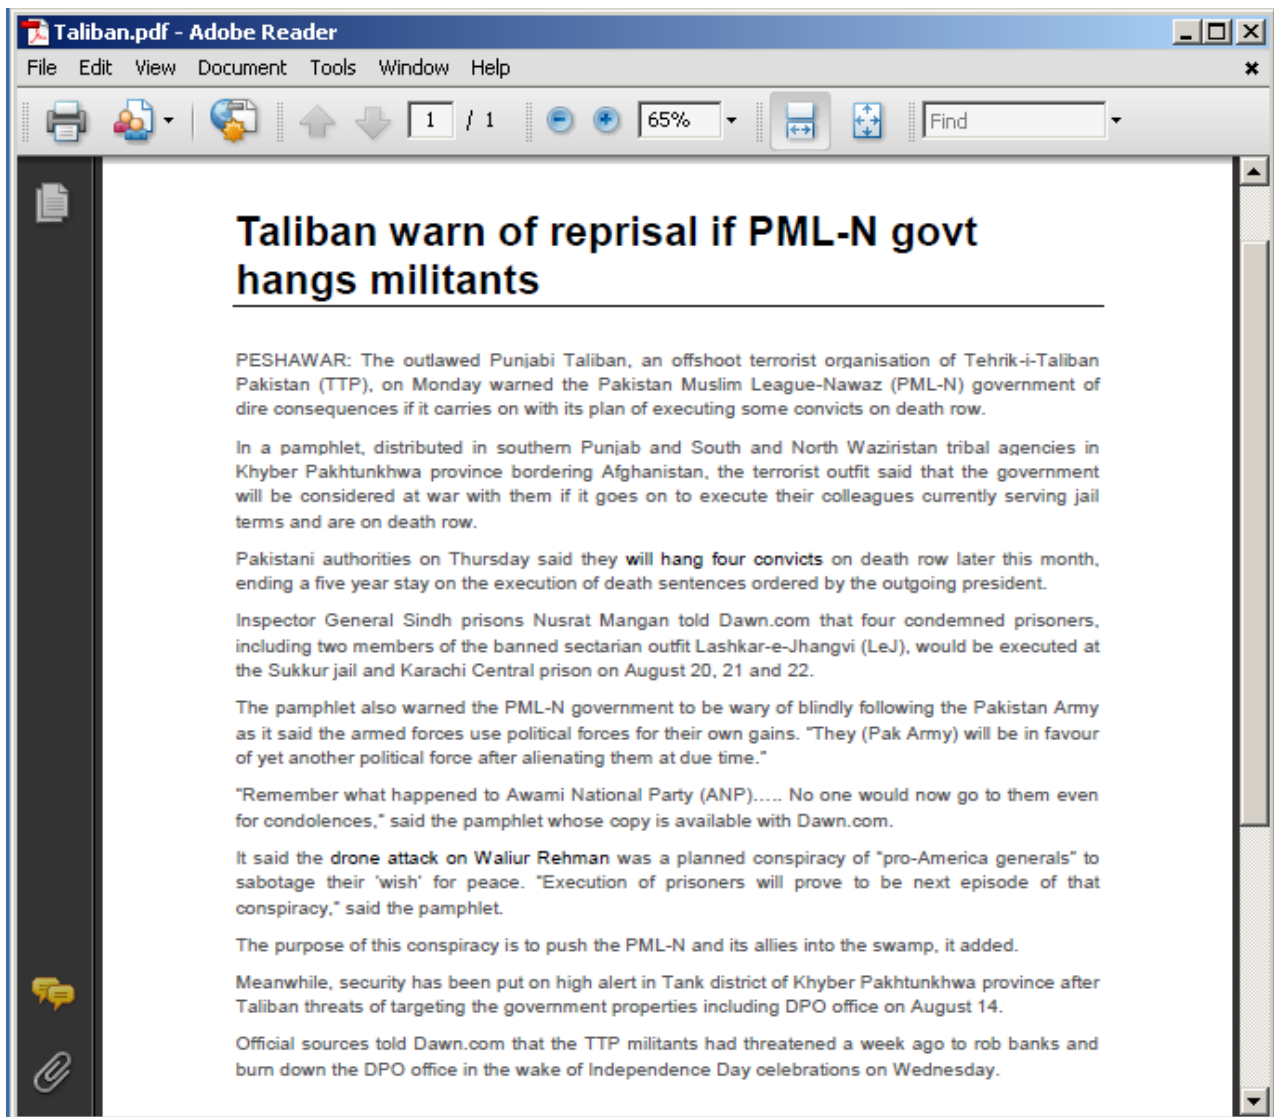 Taliban.pdf - Adobe Reader
File Edit View Document Tools Window Help
1 / 1 65% Find
Taliban warn of reprisal if PML-N govt
hangs militants
PESHAWAR: The outlawed Punjabi Taliban, an offshoot terrorist organisation of Tehrik-i-Taliban
Pakistan (TTP), on Monday warned the Pakistan Muslim League-Nawaz (PML-N) government of
dire consequences if it carries on with its plan of executing some convicts on death row.
In a pamphlet, distributed in southern Punjab and South and North Waziristan tribal agencies in
Khyber Pakhtunkhwa province bordering Afghanistan, the terrorist outfit said that the government
will be considered at war with them if it goes on to execute their colleagues currently serving jail
terms and are on death row.
Pakistani authorities on Thursday said they will hang four convicts on death row later this month,
ending a five year stay on the execution of death sentences ordered by the outgoing president.
Inspector General Sindh prisons Nusrat Mangan told Dawn.com that four condemned prisoners,
including two members of the banned sectarian outfit Lashkar-e-Jhangvi (LeJ), would be executed at
the Sukkur jail and Karachi Central prison on August 20, 21 and 22.
The pamphlet also warned the PML-N government to be wary of blindly following the Pakistan Army
as it said the armed forces use political forces for their own gains. "They (Pak Army) will be in favour
of yet another political force after alienating them at due time."
"Remember what happened to Awami National Party (ANP)..... No one would now go to them even
for condolences," said the pamphlet whose copy is available with Dawn.com.
It said the drone attack on Waliur Rehman was a planned conspiracy of "pro-America generals" to
sabotage their 'wish' for peace. "Execution of prisoners will prove to be next episode of that
conspiracy," said the pamphlet.
The purpose of this conspiracy is to push the PML-N and its allies into the swamp, it added.
Meanwhile, security has been put on high alert in Tank district of Khyber Pakhtunkhwa province after
Taliban threats of targeting the government properties including DPO office on August 14.
Official sources told Dawn.com that the TTP militants had threatened a week ago to rob banks and
burn down the DPO office in the wake of Independence Day celebrations on Wednesday.